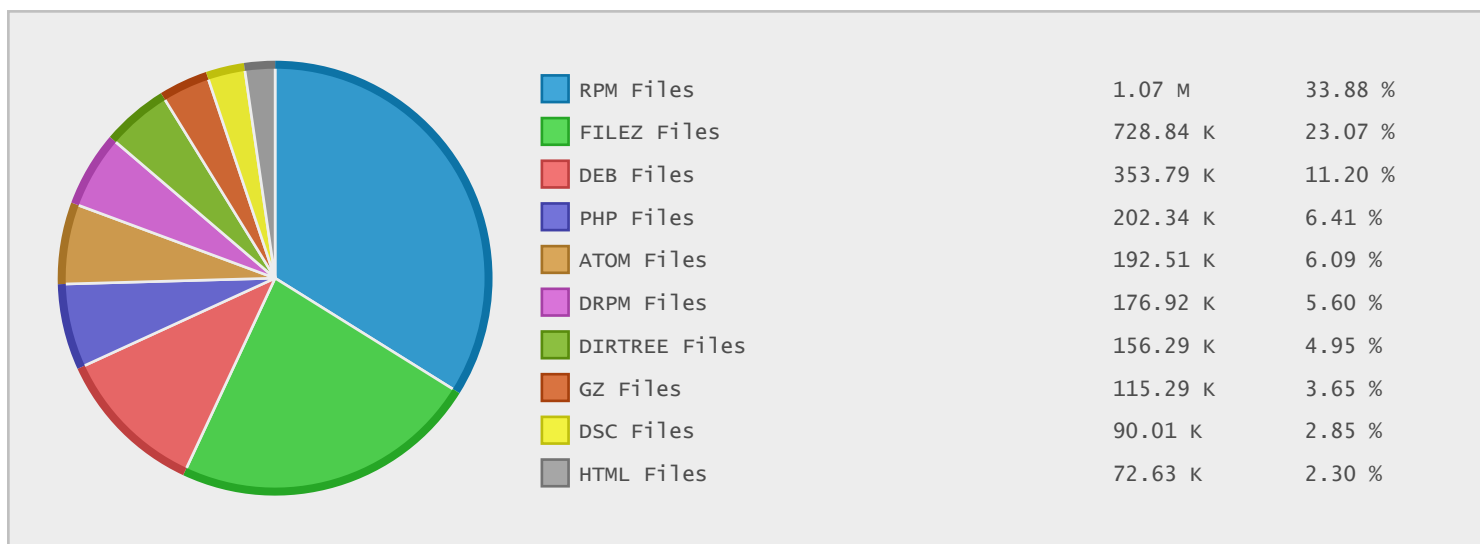 RPM Files 1.07 M 33.88 %
FILEZ Files 728.84 K 23.07 %
DEB Files 353.79 K 11.20 %
PHP Files 202.34 K 6.41 %
ATOM Files 192.51 K 6.09 %
DRPM Files 176.92 K 5.60 %
DIRTREE Files 156.29 K 4.95 %
GZ Files 115.29 K 3.65 %
DSC Files 90.01 K 2.85 %
HTML Files 72.63 K 2.30 %